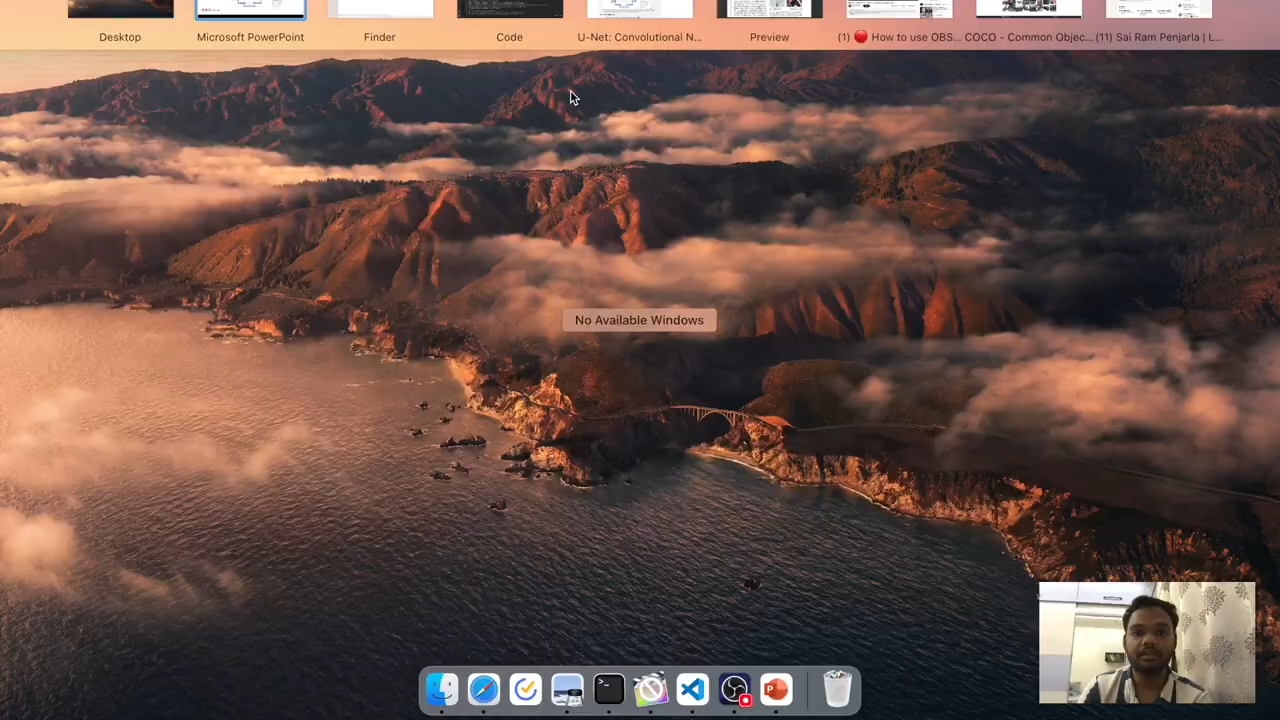 Desktop
Microsoft PowerPoint
Finder
Code
U-Net: Convolutional N...
Preview
(1) 🔴 How to use OBS...
COCO - Common Objec...
(11) Sai Ram Penjarla | L...
No Available Windows